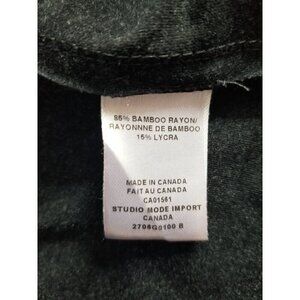 85% BAMBOO RAYON/
RAYONNNE DE BAMBOO
15% LYCRA
MADE IN CANADA
FAIT AU CANADA
CA01561
STUDIO MODE IMPORT
CANADA
2706G0100 B